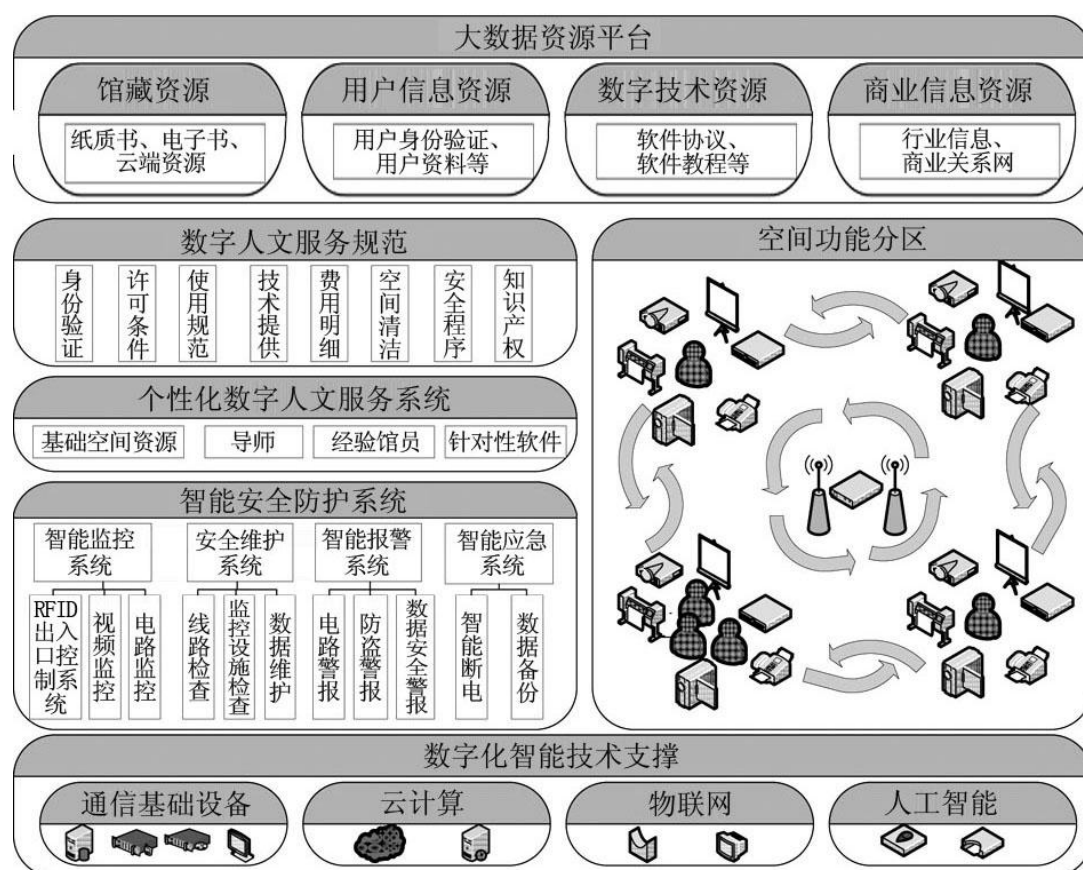 大数据资源平台
馆藏资源
纸质书、电子书、
云端资源
用户信息资源
用户身份验证、
用户资料等
数字技术资源
软件协议、
软件教程等
商业信息资源
行业信息、
商业关系网
数字人文服务规范
身份验证
许可条件
使用规范
技术提供
费用明细
空间清洁
安全程序
知识产权
个性化数字人文服务系统
基础空间资源
导师
经验馆员
针对性软件
智能安全防护系统
智能监控
系统
RFID
出入
口控
制系
统
视频监控
电路监控
安全维护
系统
线路检查
监控设施检查
数据维护
智能报警
系统
电路警报
防盗警报
数据安全警报
智能应急
系统
智能断电
数据备份
空间功能分区
数字化智能技术支撑
通信基础设备
云计算
物联网
人工智能